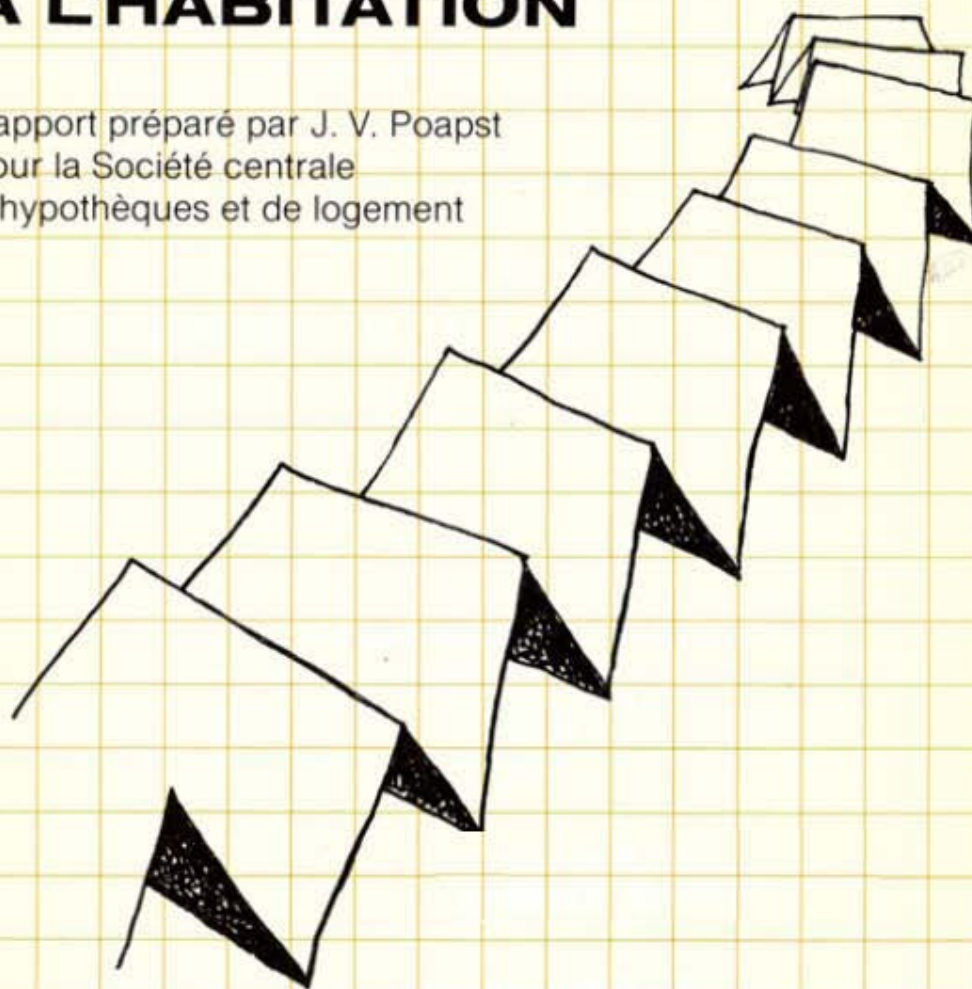 À L'HABITATION
apport préparé par J. V. Poapst
our la Société centrale
hypothèques et de logement